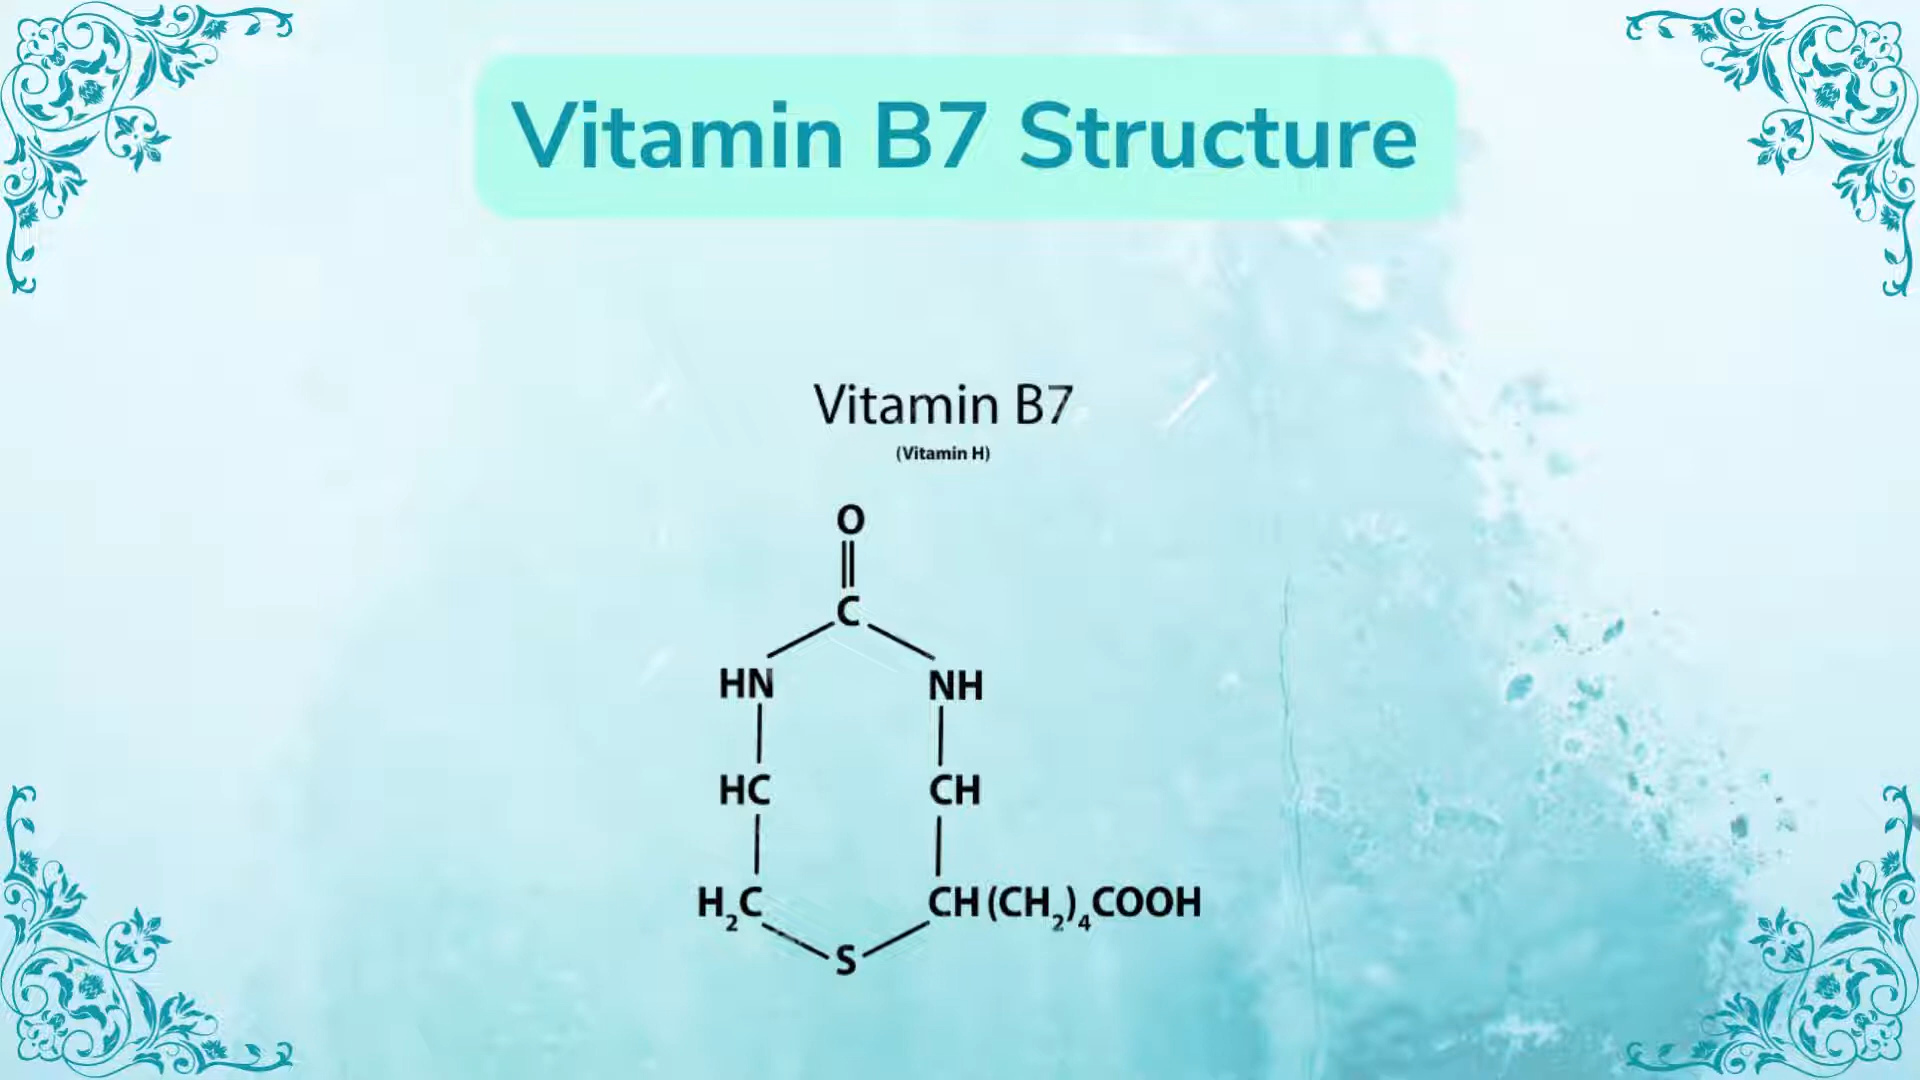 Vitamin B7 Structure
Vitamin B7
(Vitamin H)
O
C
HN NH
HC CH
H₂C CH(CH₂)₄COOH
S